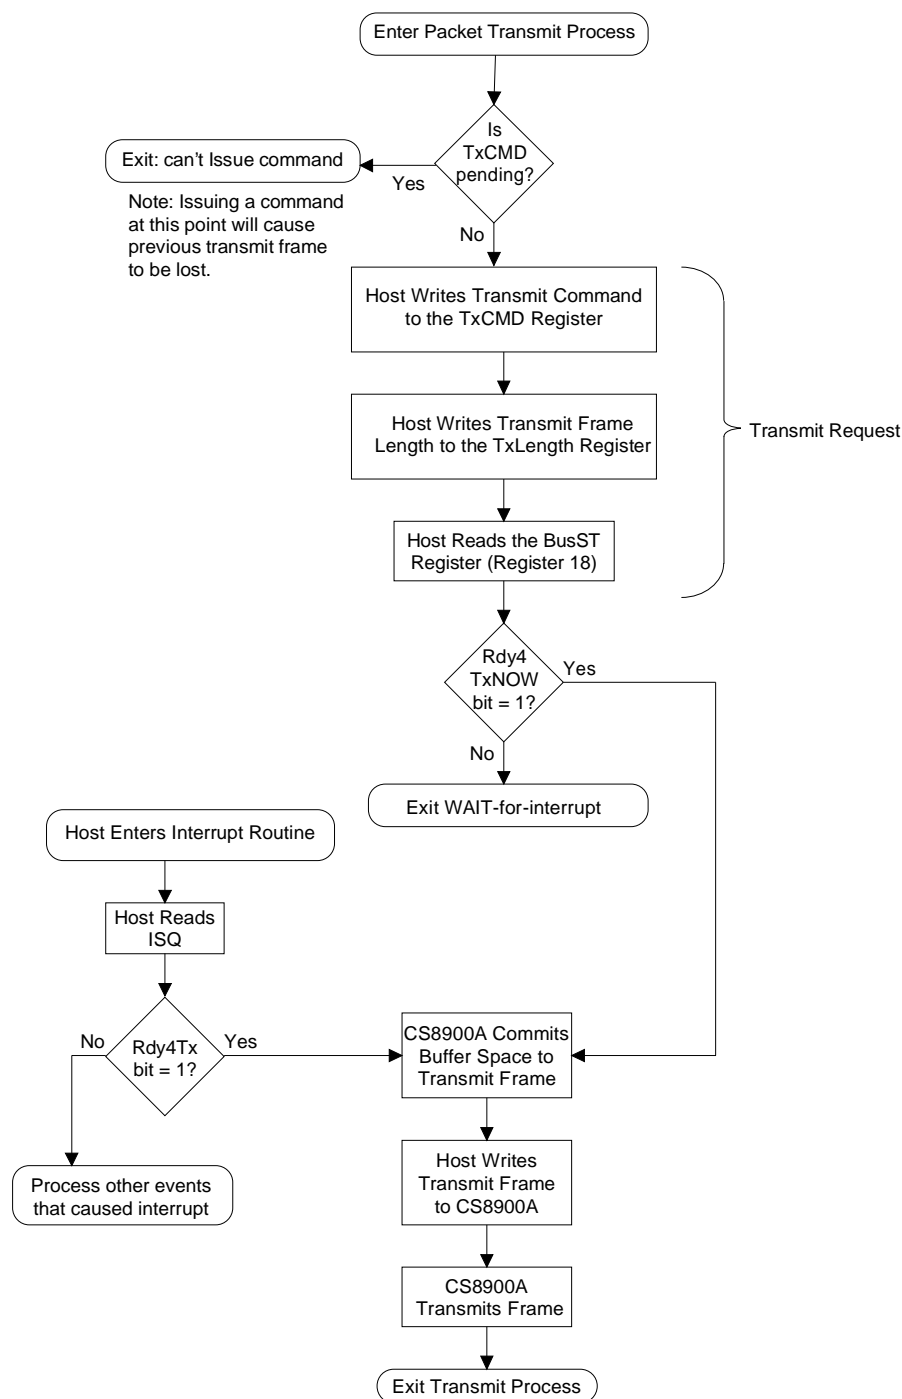 Enter Packet Transmit Process
Is
TxCMD
pending?
Exit: can't Issue command
Yes
Note: Issuing a command
at this point will cause
previous transmit frame
to be lost.
No
Host Writes Transmit Command
to the TxCMD Register
Host Writes Transmit Frame
Length to the TxLength Register
Transmit Request
Host Reads the BusST
Register (Register 18)
Rdy4
TxNOW
bit = 1?
Yes
No
Exit WAIT-for-interrupt
Host Enters Interrupt Routine
Host Reads
ISQ
No
Rdy4Tx
bit = 1?
Yes
CS8900A Commits
Buffer Space to
Transmit Frame
Process other events
that caused interrupt
Host Writes
Transmit Frame
to CS8900A
CS8900A
Transmits Frame
Exit Transmit Process